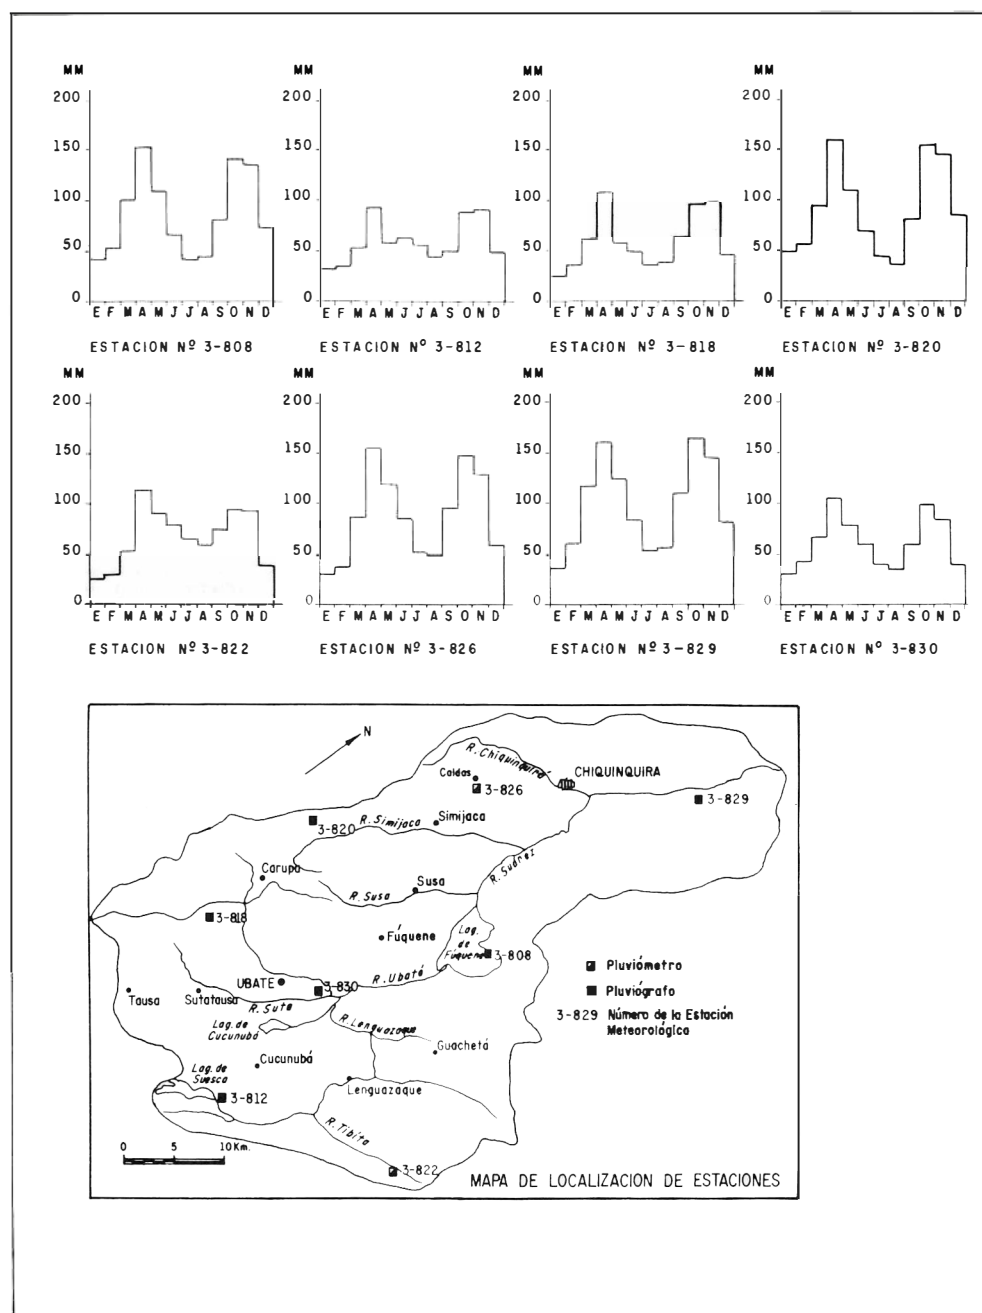 MM MM MM MM
200 200 200 200
150 150 150 150
100 100 100 100
50 50 50 50
0 0 0 0
E F M A M J J A S O N D E F M A M J J A S O N D E F M A M J J A S O N D E F M A M J J A S O N D
ESTACION Nº 3-808 ESTACION Nº 3-812 ESTACION Nº 3-818 ESTACION Nº 3-820
MM MM MM MM
200 200 200 200
150 150 150 150
100 100 100 100
50 50 50 50
0 0 0 0
E F M A M J J A S O N D E F M A M J J A S O N D E F M A M J J A S O N D E F M A M J J A S O N D
ESTACION Nº 3-822 ESTACION Nº 3-826 ESTACION Nº 3-829 ESTACION Nº 3-830
N
R. Chiquinquirá
Caldas
CHIQUINQUIRA
3-826
3-829
3-820
R. Simijaca
Simijaca
R. Suárez
Carupa
Susa
R. Susa
3-818
Fúquene
Lag.
de
Fúquene
3-808
Pluviómetro
R. Ubaté
UBATE
3-830
Tausa
Sutatausa
Pluviógrafo
R. Suta
3-829 Número de la Estación
Meteorológica
Lag. de
Cucunubá
R. Lenguazaque
Guachetá
Cucunubá
Lag. de
Suesca
Lenguazaque
3-812
R. Tibita
0 5 10 Km.
3-822
MAPA DE LOCALIZACION DE ESTACIONES